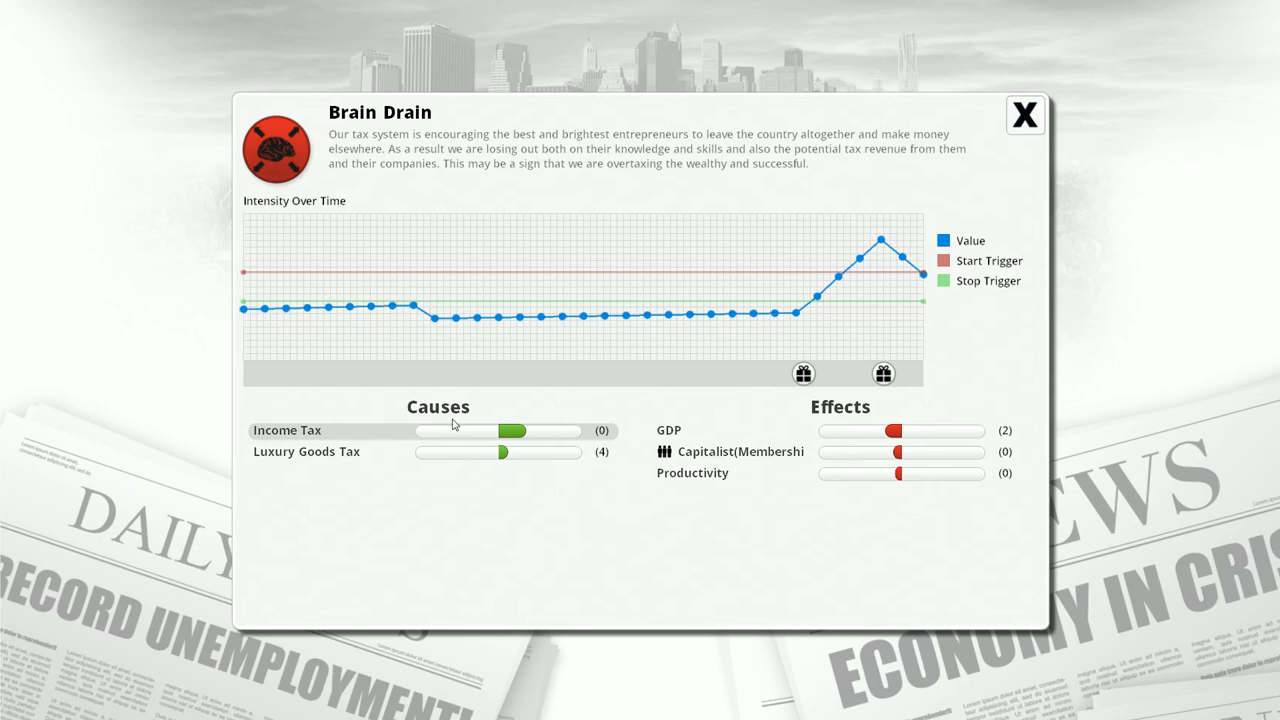 Brain Drain
Our tax system is encouraging the best and brightest entrepreneurs to leave the country altogether and make money
elsewhere. As a result we are losing out both on their knowledge and skills and also the potential tax revenue from them
and their companies. This may be a sign that we are overtaxing the wealthy and successful.
X
Intensity Over Time
Value
Start Trigger
Stop Trigger
Causes
Income Tax (0)
Luxury Goods Tax (4)
Effects
GDP (2)
Capitalist(Membershi (0)
Productivity (0)
DAILY
RECORD UNEMPLOYMENT!
EWS
ECONOMY IN CRIS